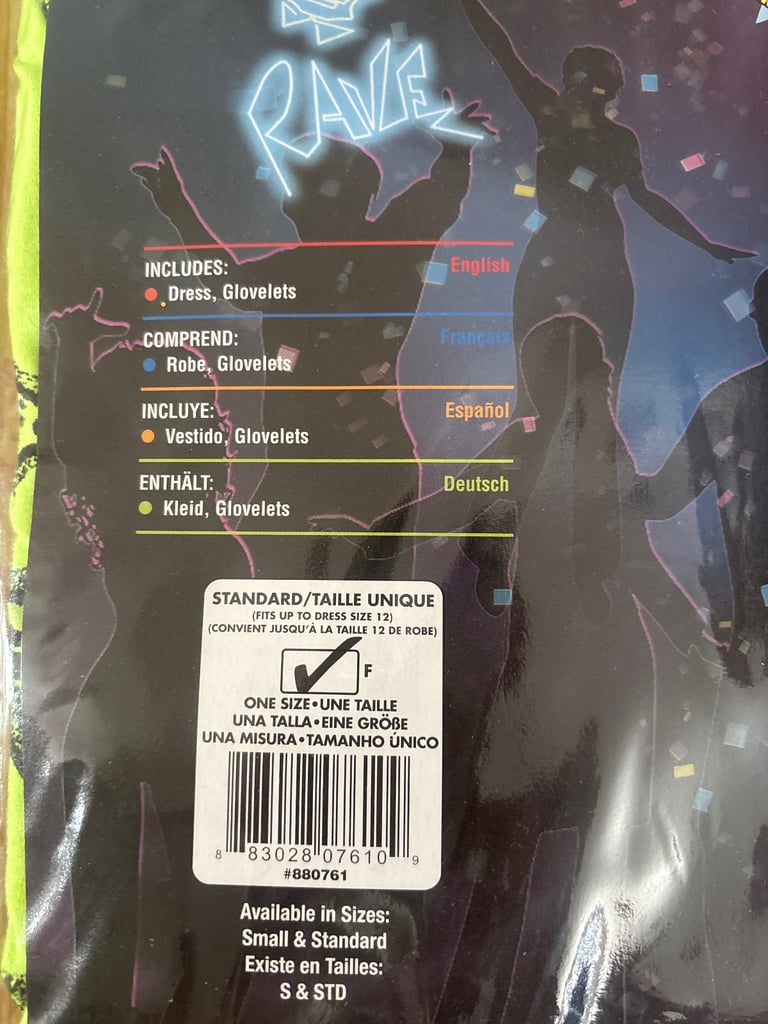 RAVE
INCLUDES:
English
Dress, Glovelets
COMPREND:
Français
Robe, Glovelets
INCLUYE:
Español
Vestido, Glovelets
ENTHÄLT:
Deutsch
Kleid, Glovelets
STANDARD/TAILLE UNIQUE
(FITS UP TO DRESS SIZE 12)
(CONVIENT JUSQU'À LA TAILLE 12 DE ROBE)
F
ONE SIZE•UNE TAILLE
UNA TALLA•EINE GRÖßE
UNA MISURA•TAMANHO ÚNICO
8 83028 07610 9
#880761
Available in Sizes:
Small & Standard
Existe en Tailles:
S & STD